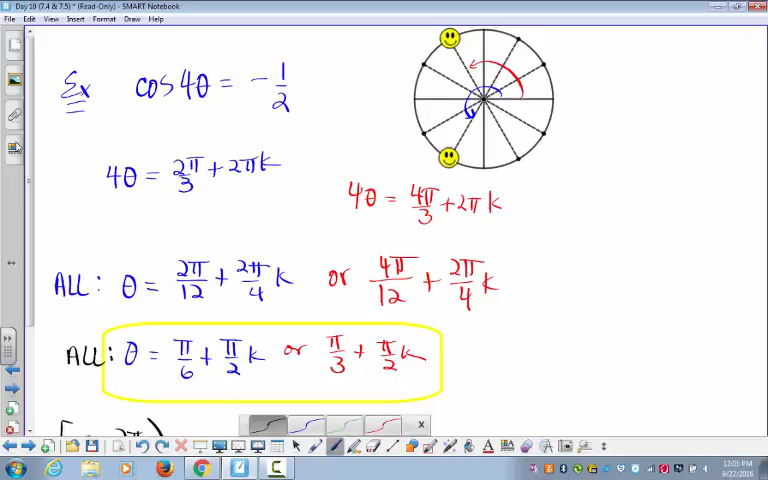 Day 10 (7.4 & 7.5) * (Read-Only) - SMART Notebook
File Edit View Insert Format Draw Help
Ex cos 4θ = - 1/2
4θ = 2π/3 + 2πk
4θ = 4π/3 + 2πk
ALL: θ = 2π/12 + 2π/4 k or 4π/12 + 2π/4 k
ALL: θ = π/6 + π/2 k or π/3 + π/2 k
12:05 PM
9/22/2016